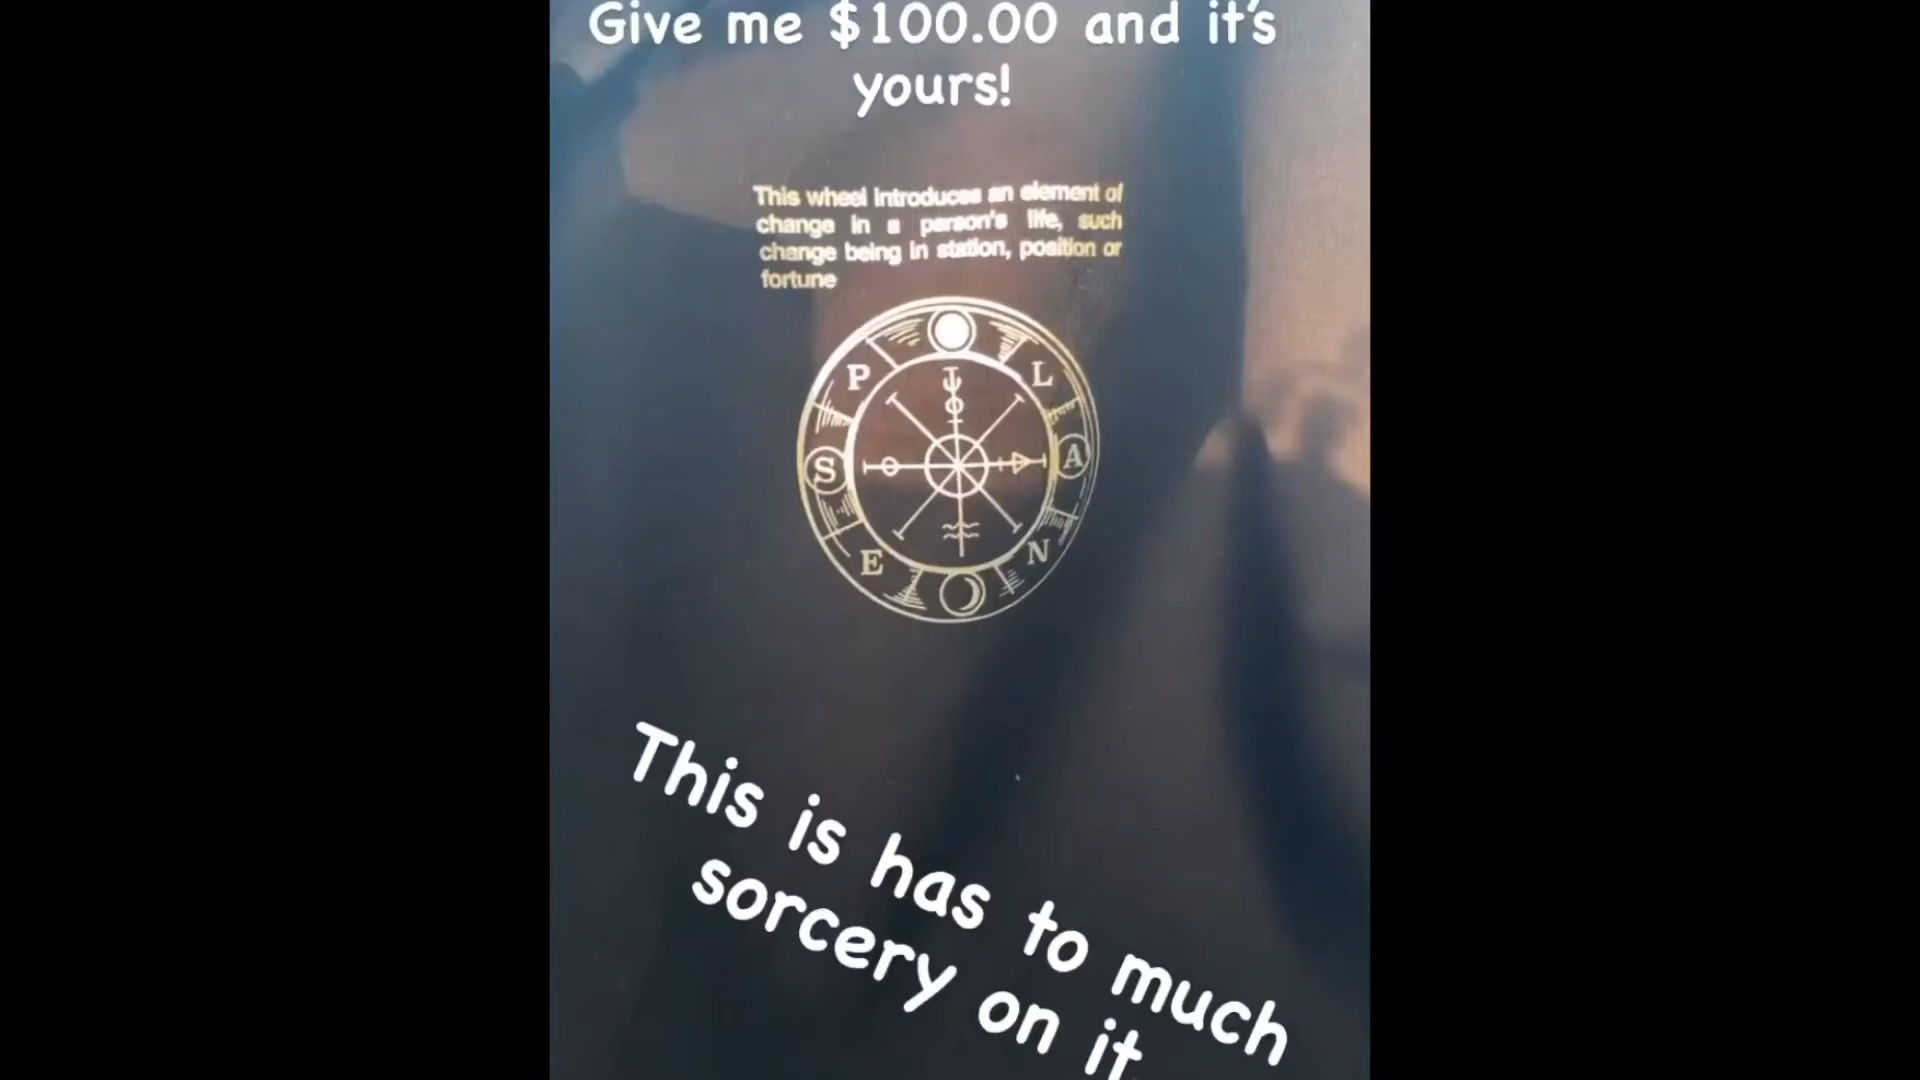 Give me $100.00 and it's
yours!
This wheel introduces an element of
change in a person's life, such
change being in station, position or
fortune
P
L
S
A
E
N
This is has to much
sorcery on it